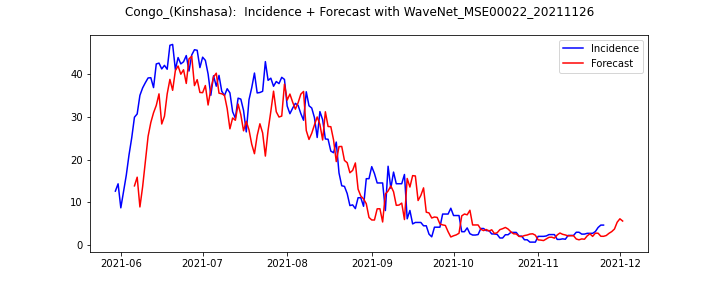 Congo_(Kinshasa):  Incidence + Forecast with WaveNet_MSE00022_20211126
Incidence
Forecast
40
30
20
10
0
2021-06 2021-07 2021-08 2021-09 2021-10 2021-11 2021-12